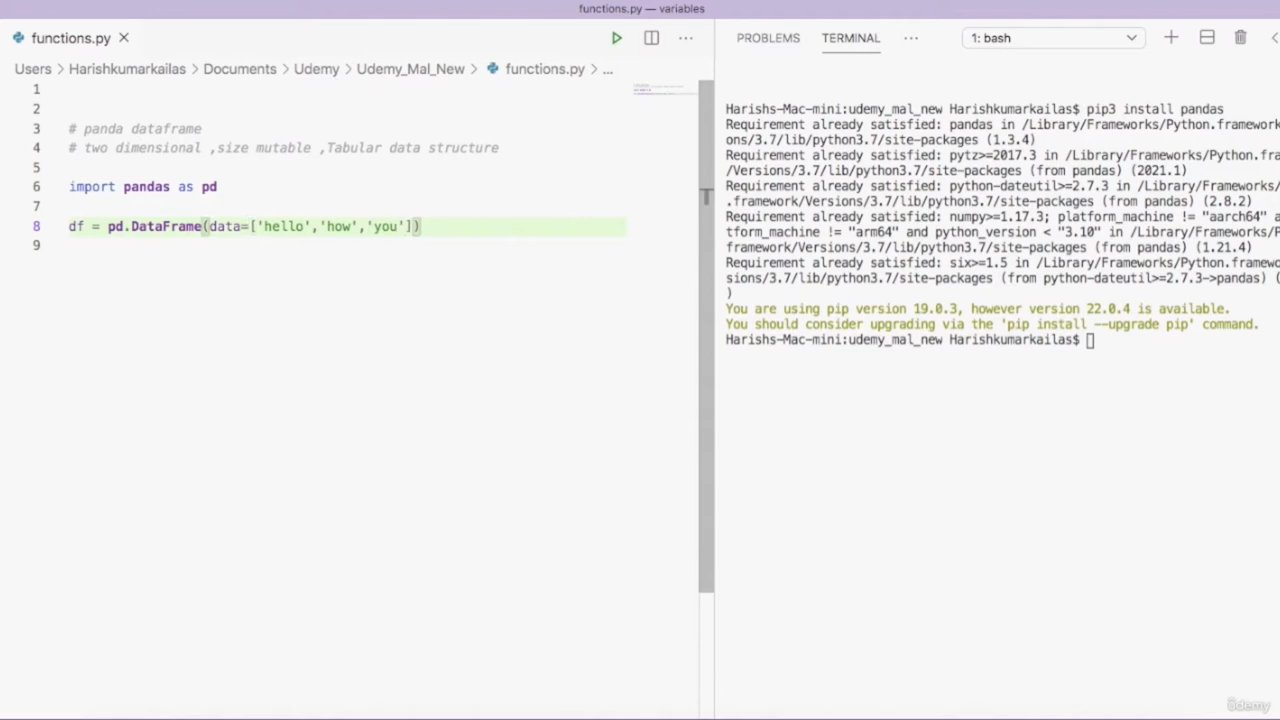 functions.py — variables
functions.py
PROBLEMS TERMINAL ... 1: bash
Users > Harishkumarkailas > Documents > Udemy > Udemy_Mal_New > functions.py > ...
1
2
3 # panda dataframe
4 # two dimensional ,size mutable ,Tabular data structure
5
6 import pandas as pd
7
8 df = pd.DataFrame(data=['hello','how','you'])
9
Harishs-Mac-mini:udemy_mal_new Harishkumarkailas$ pip3 install pandas
Requirement already satisfied: pandas in /Library/Frameworks/Python.framework
ons/3.7/lib/python3.7/site-packages (1.3.4)
Requirement already satisfied: pytz>=2017.3 in /Library/Frameworks/Python.fr
/Versions/3.7/lib/python3.7/site-packages (from pandas) (2021.1)
Requirement already satisfied: python-dateutil>=2.7.3 in /Library/Frameworks
.framework/Versions/3.7/lib/python3.7/site-packages (from pandas) (2.8.2)
Requirement already satisfied: numpy>=1.17.3; platform_machine != "aarch64"
tform_machine != "arm64" and python_version < "3.10" in /Library/Frameworks/
framework/Versions/3.7/lib/python3.7/site-packages (from pandas) (1.21.4)
Requirement already satisfied: six>=1.5 in /Library/Frameworks/Python.framew
sions/3.7/lib/python3.7/site-packages (from python-dateutil>=2.7.3->pandas) (
)
You are using pip version 19.0.3, however version 22.0.4 is available.
You should consider upgrading via the 'pip install --upgrade pip' command.
Harishs-Mac-mini:udemy_mal_new Harishkumarkailas$
ûdemy